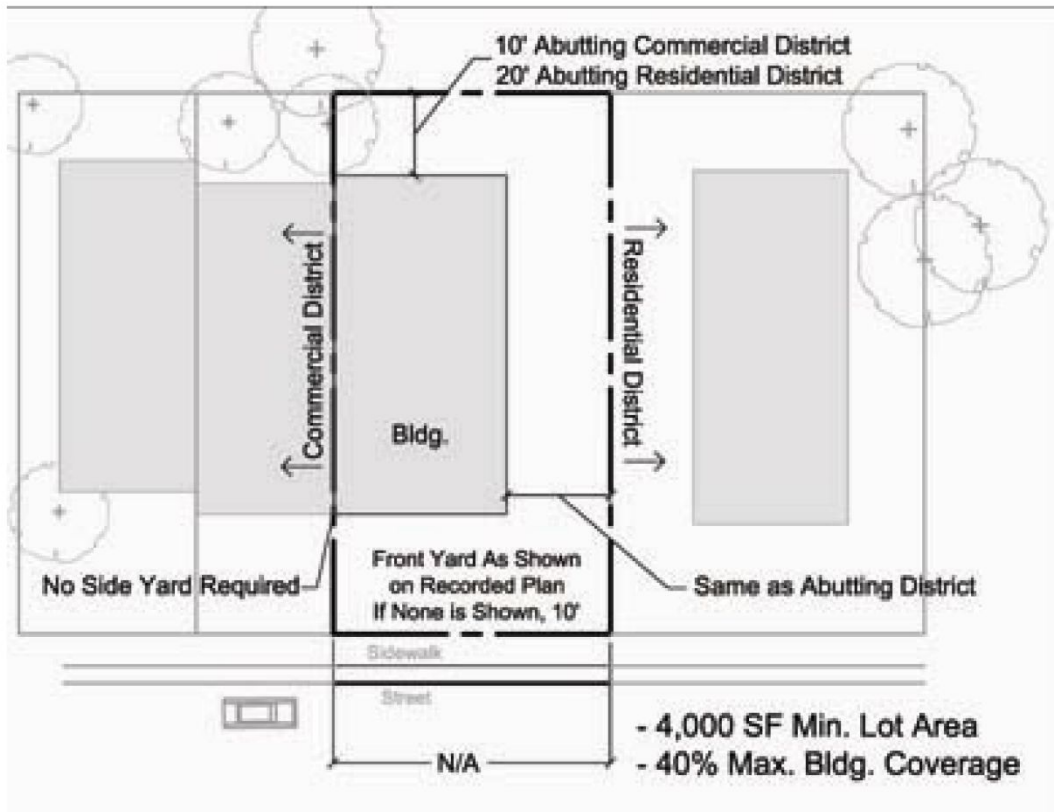 10' Abutting Commercial District
20' Abutting Residential District
Commercial District
Residential District
Bldg.
No Side Yard Required
Front Yard As Shown
on Recorded Plan
If None is Shown, 10'
Same as Abutting District
Sidewalk
Street
N/A
- 4,000 SF Min. Lot Area
- 40% Max. Bldg. Coverage